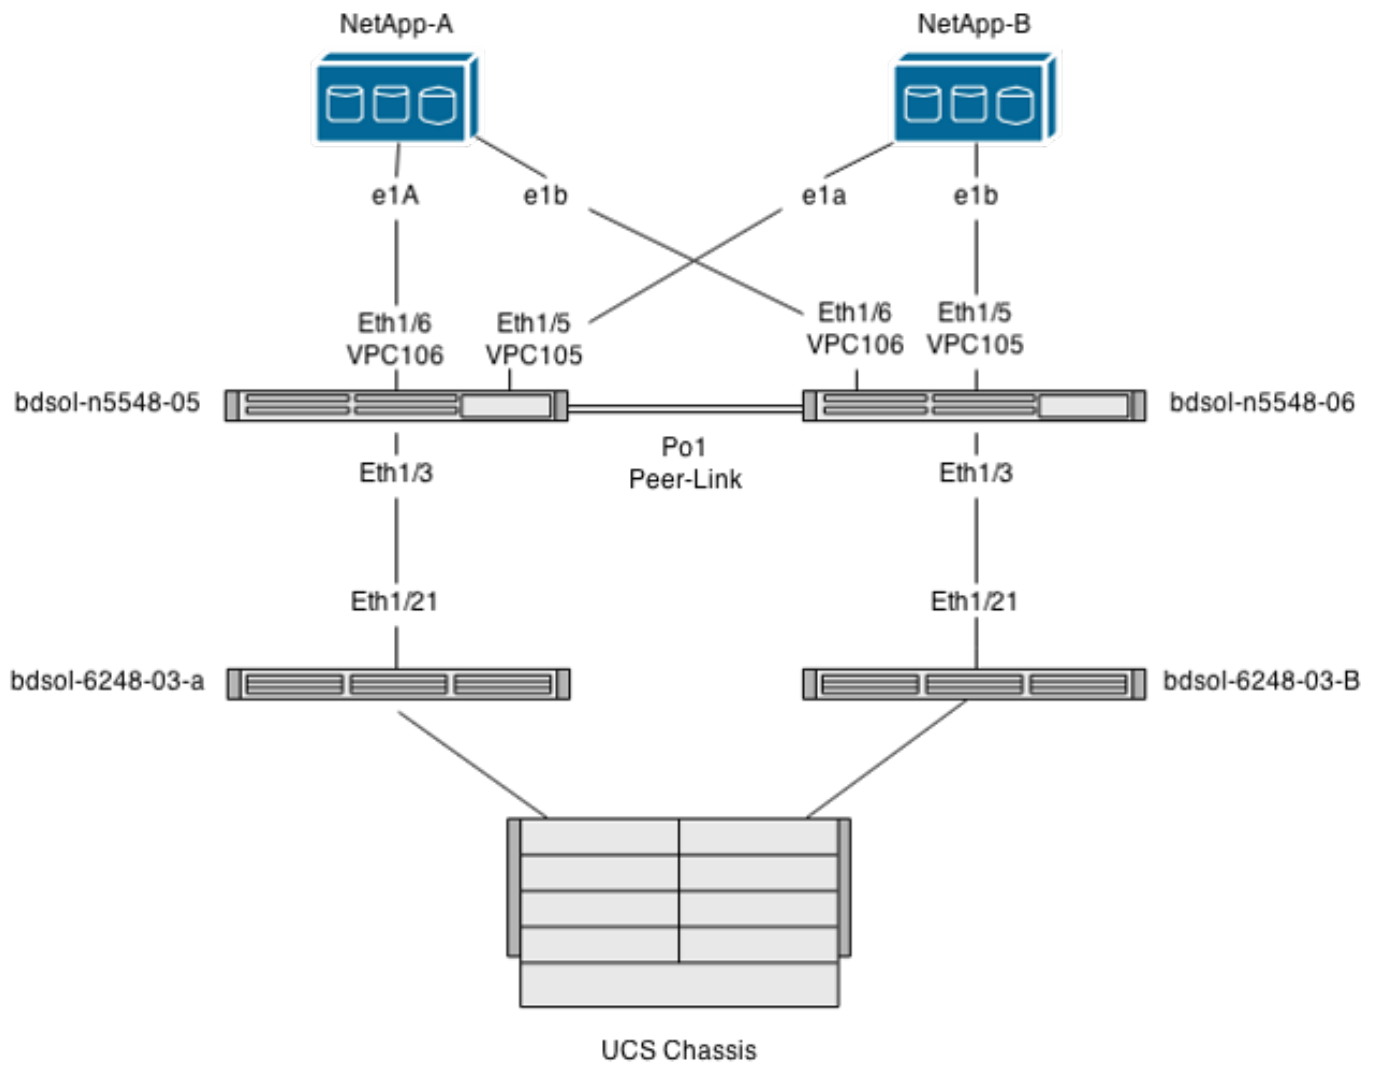 NetApp-A
NetApp-B
e1A
e1b
e1a
e1b
Eth1/6
VPC106
Eth1/5
VPC105
Eth1/6
VPC106
Eth1/5
VPC105
bdsol-n5548-05
bdsol-n5548-06
Po1
Peer-Link
Eth1/3
Eth1/3
Eth1/21
Eth1/21
bdsol-6248-03-a
bdsol-6248-03-B
UCS Chassis